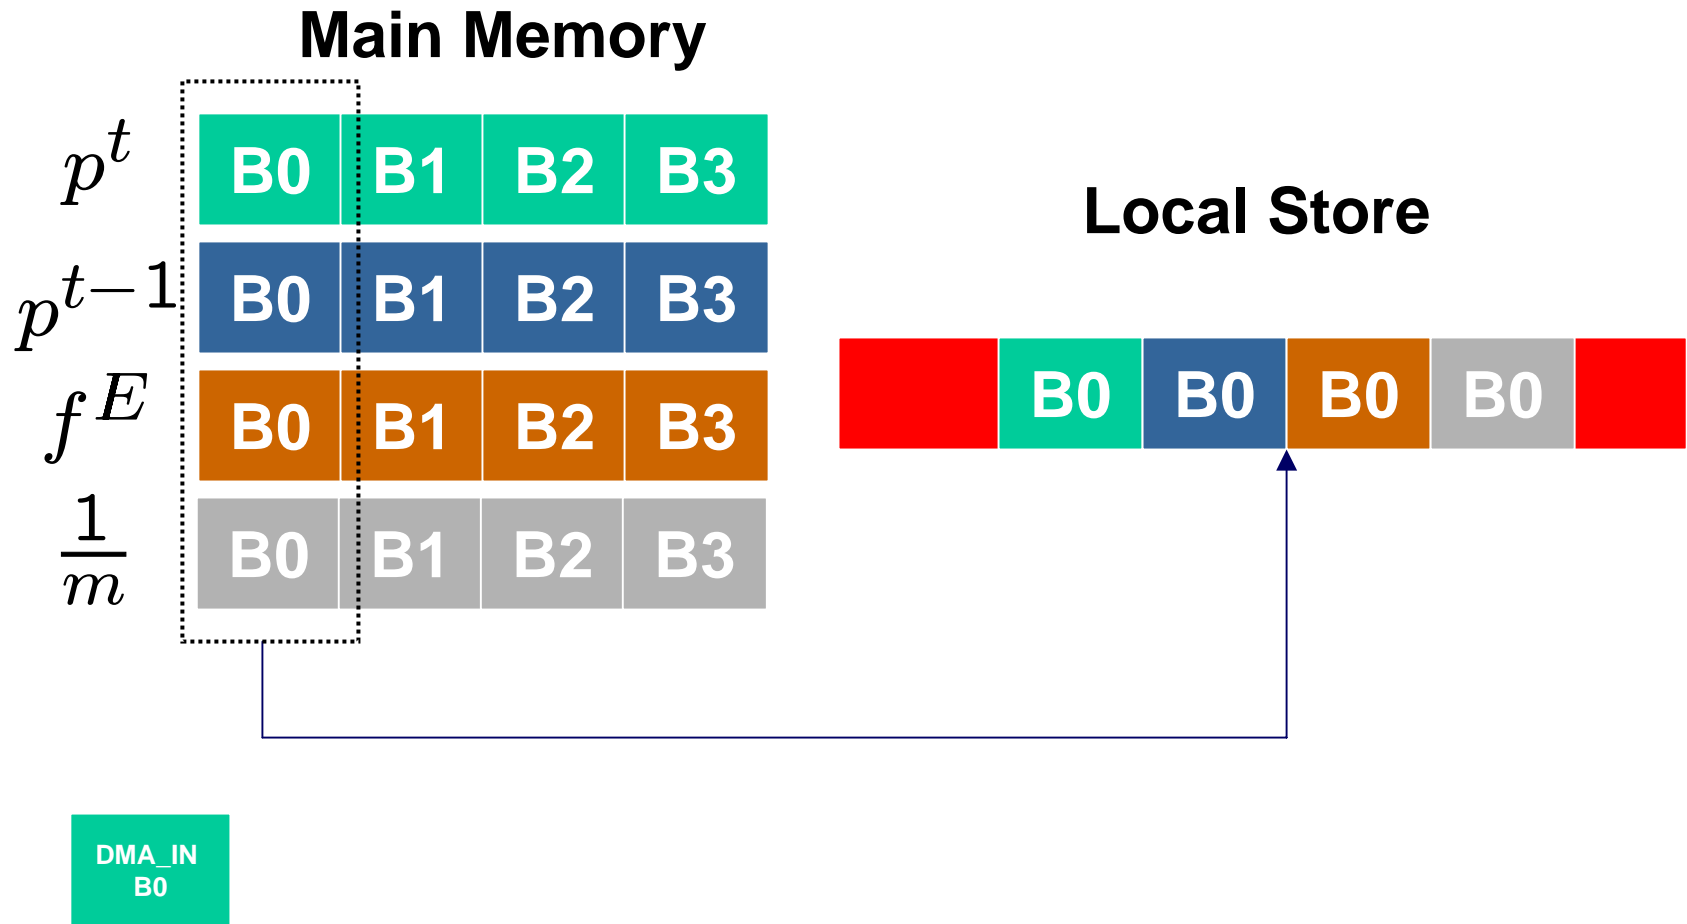 Main Memory
p^t B0 B1 B2 B3
p^{t-1} B0 B1 B2 B3
f^E B0 B1 B2 B3
\frac{1}{m} B0 B1 B2 B3
Local Store
B0 B0 B0 B0
DMA_IN
B0